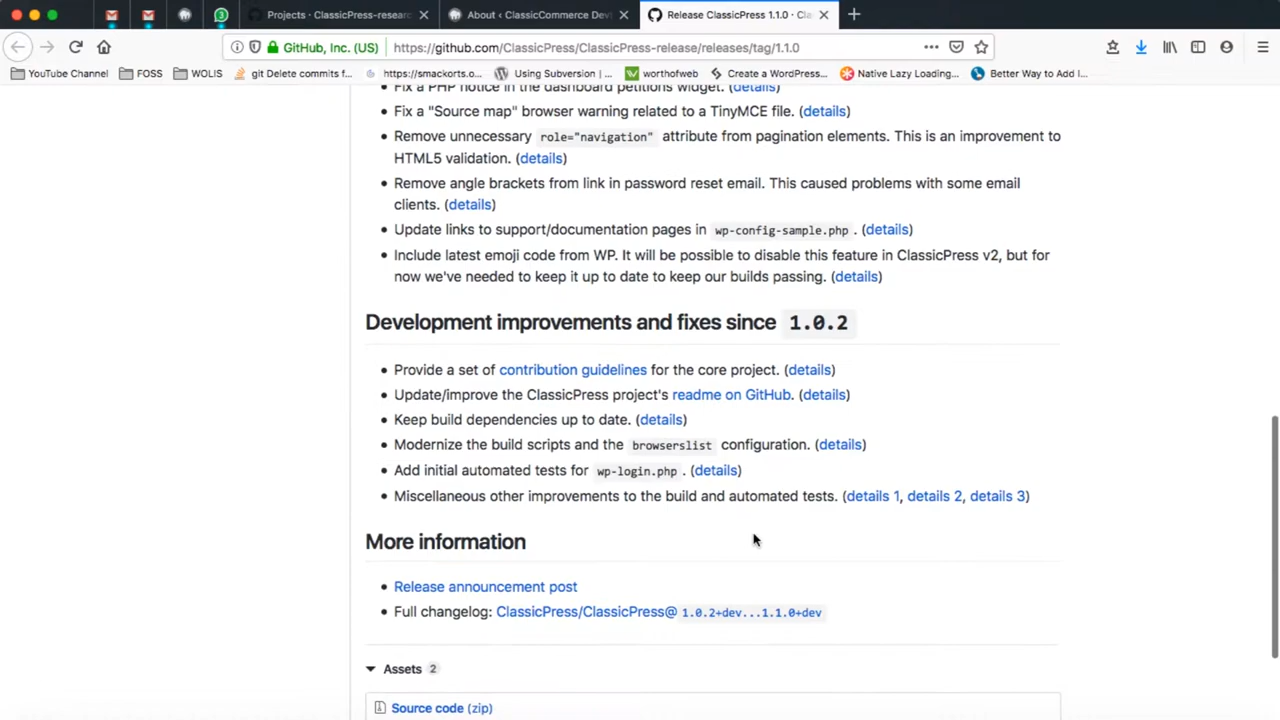 3
Projects · ClassicPress-researc
About ‹ ClassicCommerce Dev
Release ClassicPress 1.1.0 · Cla
GitHub, Inc. (US)
https://github.com/ClassicPress/ClassicPress-release/releases/tag/1.1.0
YouTube Channel
FOSS
WOLIS
git Delete commits f...
https://smackorts.o...
Using Subversion | ...
worthofweb
Create a WordPress...
Native Lazy Loading...
Better Way to Add I...
Fix a PHP notice in the dashboard petitions widget. (details)
Fix a "Source map" browser warning related to a TinyMCE file. (details)
Remove unnecessary role="navigation" attribute from pagination elements. This is an improvement to
HTML5 validation. (details)
Remove angle brackets from link in password reset email. This caused problems with some email
clients. (details)
Update links to support/documentation pages in wp-config-sample.php . (details)
Include latest emoji code from WP. It will be possible to disable this feature in ClassicPress v2, but for
now we've needed to keep it up to date to keep our builds passing. (details)
Development improvements and fixes since 1.0.2
Provide a set of contribution guidelines for the core project. (details)
Update/improve the ClassicPress project's readme on GitHub. (details)
Keep build dependencies up to date. (details)
Modernize the build scripts and the browserslist configuration. (details)
Add initial automated tests for wp-login.php . (details)
Miscellaneous other improvements to the build and automated tests. (details 1, details 2, details 3)
More information
Release announcement post
Full changelog: ClassicPress/ClassicPress@ 1.0.2+dev...1.1.0+dev
Assets 2
Source code (zip)